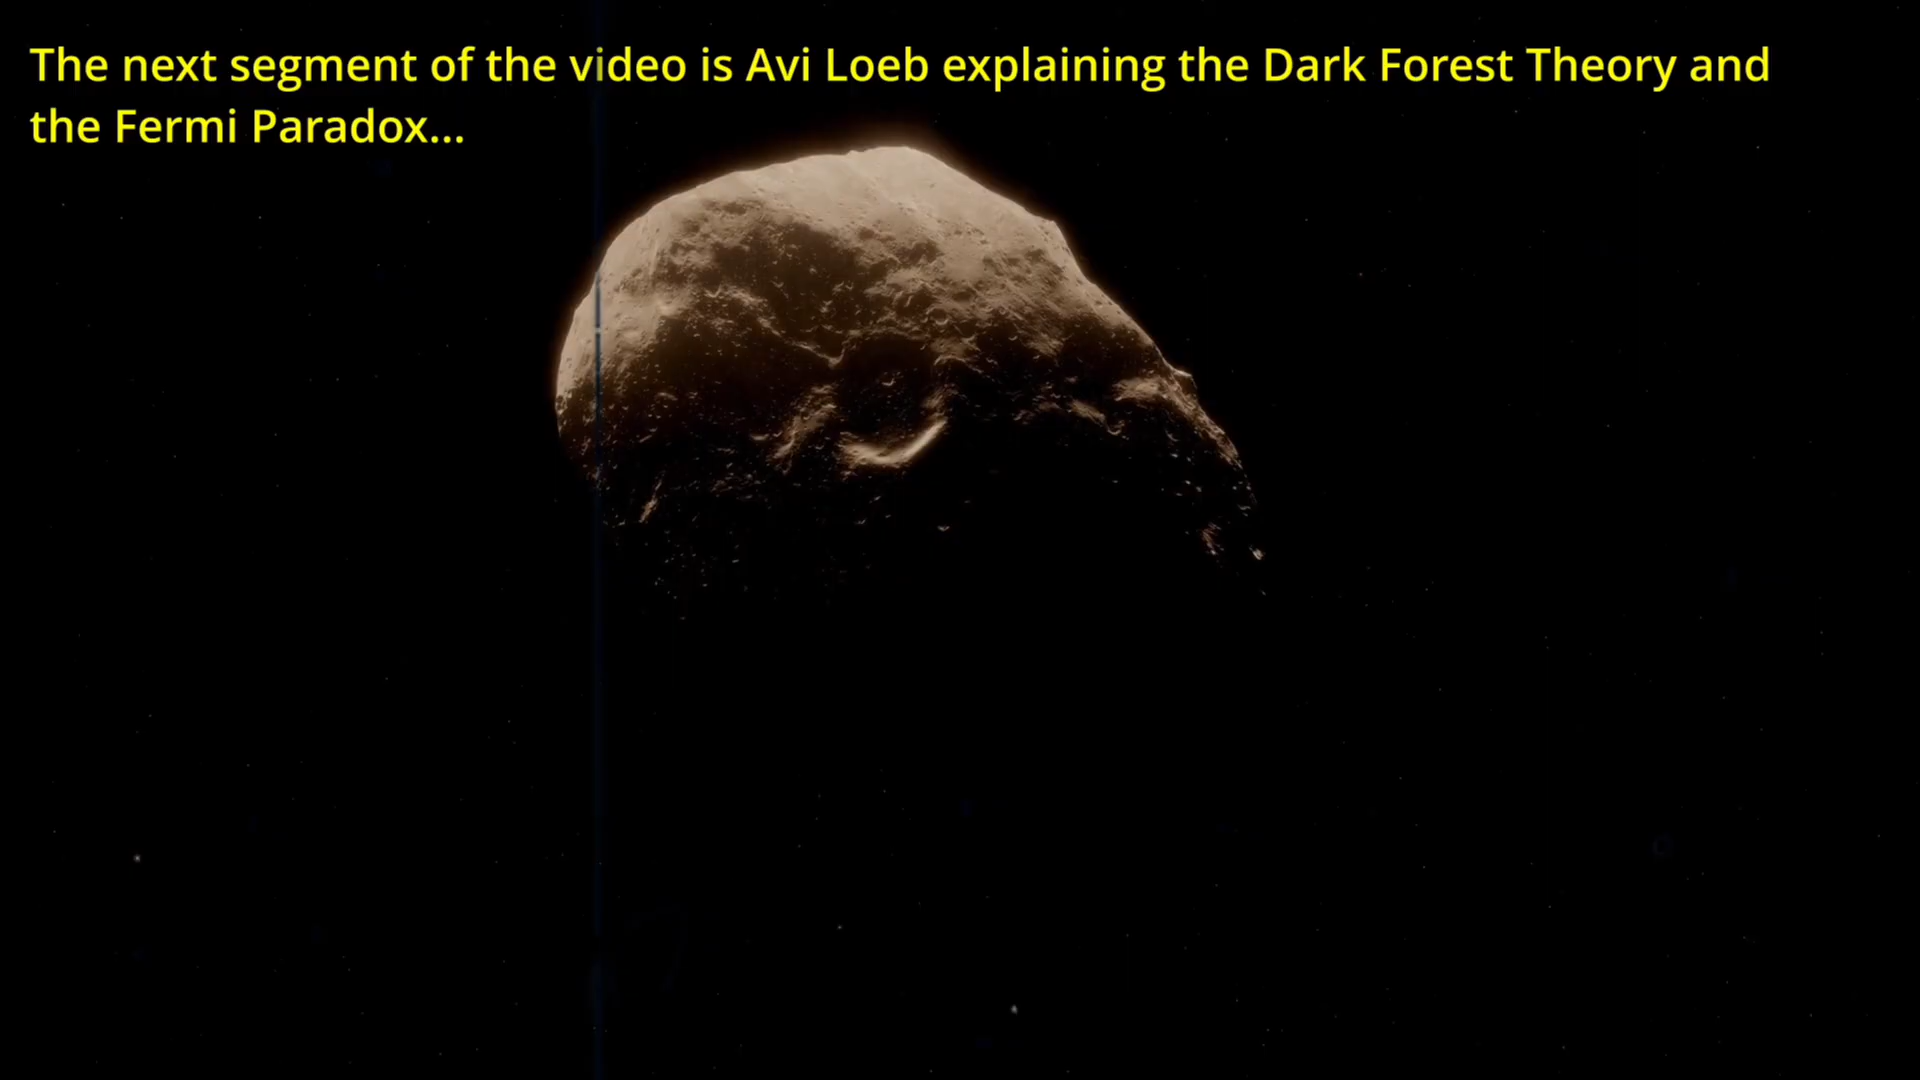 The next segment of the video is Avi Loeb explaining the Dark Forest Theory and
the Fermi Paradox...